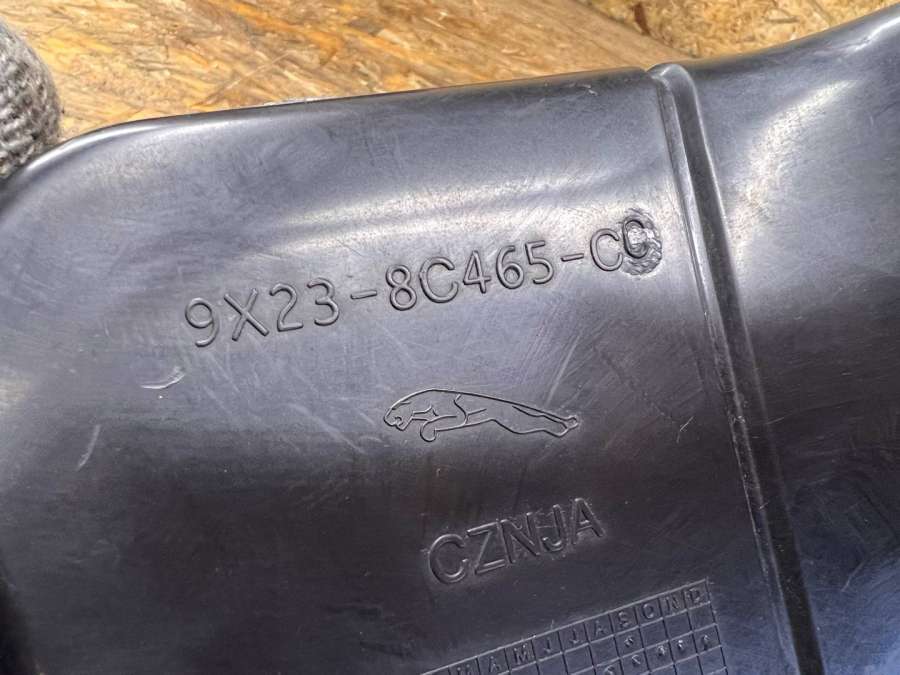 9X23-8C465-CC
CZNJA
M A M J J A S O N D